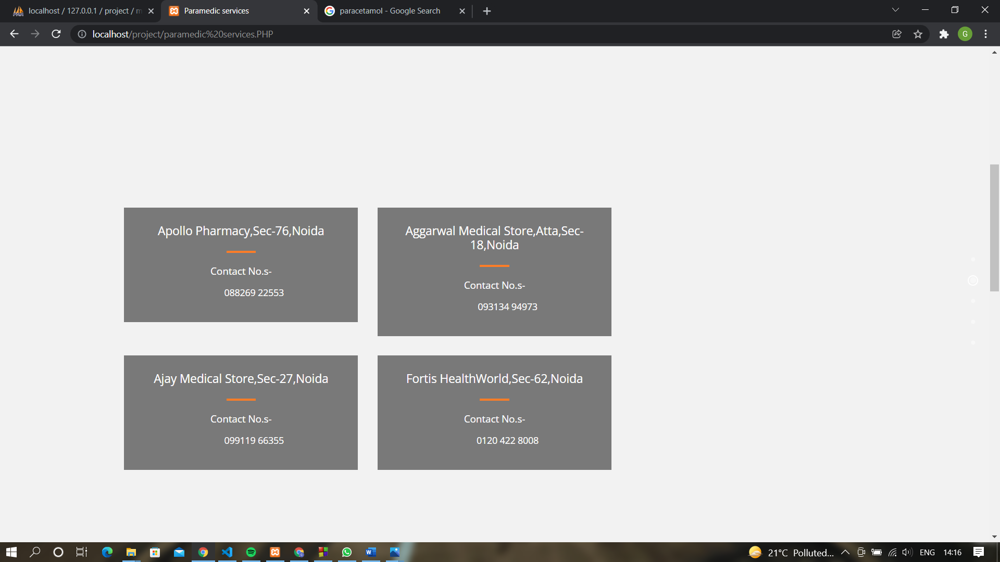 localhost / 127.0.0.1 / project / m
Paramedic services
paracetamol - Google Search
localhost/project/paramedic%20services.PHP
G
Apollo Pharmacy,Sec-76,Noida
Contact No.s-
088269 22553
Aggarwal Medical Store,Atta,Sec-
18,Noida
Contact No.s-
093134 94973
Ajay Medical Store,Sec-27,Noida
Contact No.s-
099119 66355
Fortis HealthWorld,Sec-62,Noida
Contact No.s-
0120 422 8008
21°C Polluted...
ENG
14:16